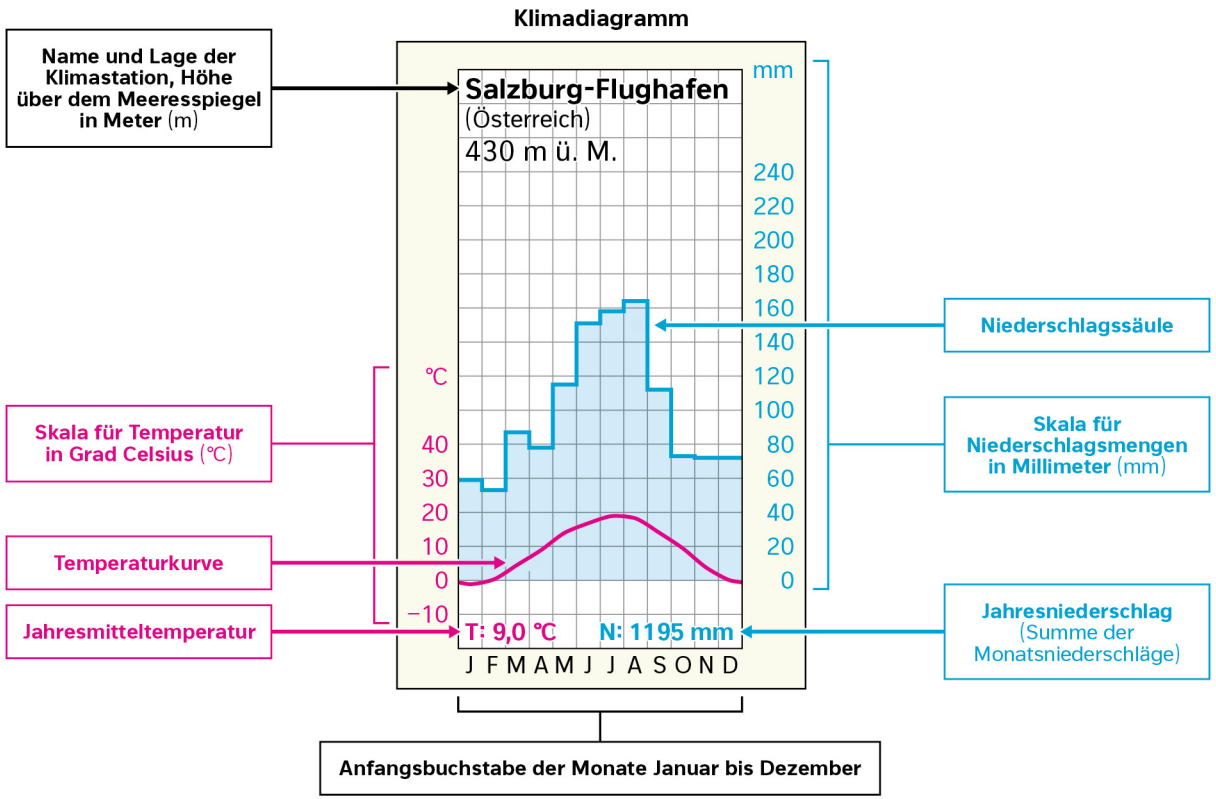 Klimadiagramm
Name und Lage der
Klimastation, Höhe
über dem Meeresspiegel
in Meter (m)
Salzburg-Flughafen
(Österreich)
430 m ü. M.
mm
240
220
200
180
160
140
120
100
80
60
40
20
0
Niederschlagssäule
Skala für
Niederschlagsmengen
in Millimeter (mm)
°C
40
30
20
10
0
−10
Skala für Temperatur
in Grad Celsius (°C)
Temperaturkurve
Jahresmitteltemperatur
T: 9,0 °C N: 1195 mm
Jahresniederschlag
(Summe der
Monatsniederschläge)
J F M A M J J A S O N D
Anfangsbuchstabe der Monate Januar bis Dezember